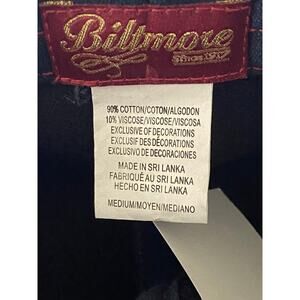 Biltmore
Since 1917
90% COTTON/COTON/ALGODON
10% VISCOSE/VISCOSE/VISCOSA
EXCLUSIVE OF DECORATIONS
EXCLUSIF DES DÉCORATIONS
EXCLUSIVO DE DECORACIONES
MADE IN SRI LANKA
FABRIQUÉ AU SRI LANKA
HECHO EN SRI LANKA
MEDIUM/MOYEN/MEDIANO